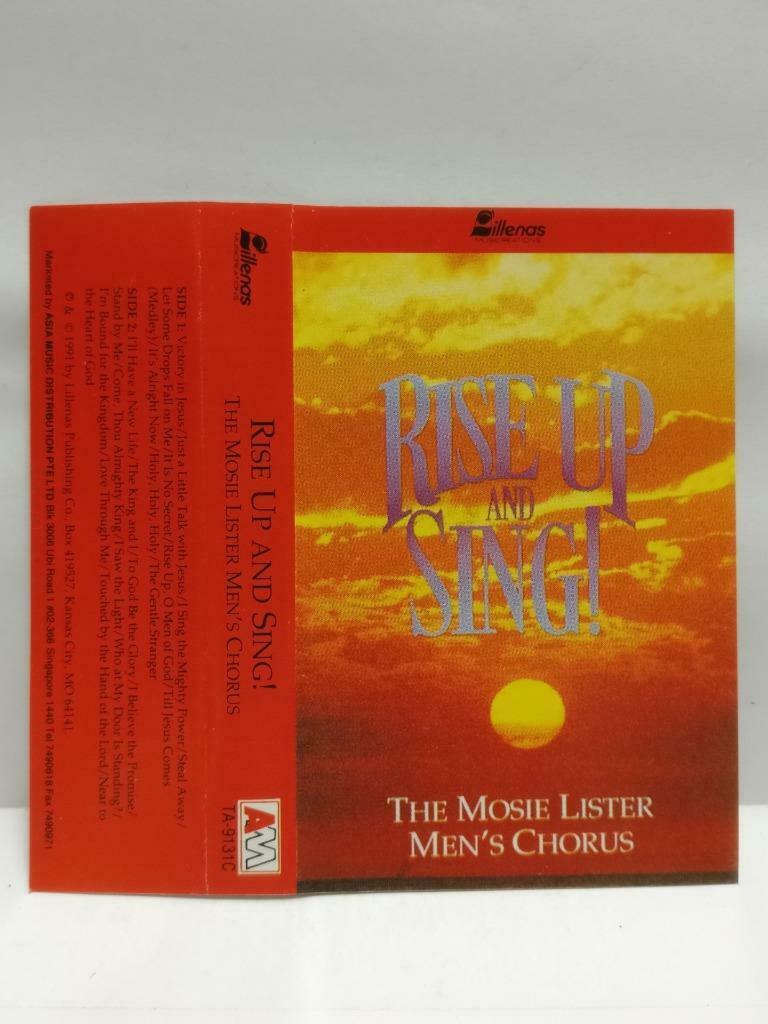 Lillenas
MUSICREATIONS
RISE UP
AND
SING!
THE MOSIE LISTER
MEN'S CHORUS
Lillenas
MUSICREATIONS
RISE UP AND SING!
THE MOSIE LISTER MEN'S CHORUS
AM
TA-9131C
SIDE 1: Victory in Jesus/Just a Little Talk with Jesus/I Sing the Mighty Power/Steal Away/
Let Some Drops Fall on Me/It Is No Secret/Rise Up, O Men of God/Till Jesus Comes
(Medley)/It's Alright Now/Holy, Holy, Holy/The Gentle Stranger
SIDE 2: I'll Have a New Life/The King and I/To God Be the Glory/I Believe the Promise/
Stand by Me/Come, Thou Almighty King/I Saw the Light/Who at My Door Is Standing?/
I'm Bound for the Kingdom/Love Through Me/Touched by the Hand of the Lord/Near to
the Heart of God
℗ & © 1991 by Lillenas Publishing Co. Box 419527, Kansas City, MO 64141.
Marketed by ASIA MUSIC DISTRIBUTION PTE LTD Blk 3006 Ubi Road 1 #02-366 Singapore 1440 Tel 7490618 Fax 7490971